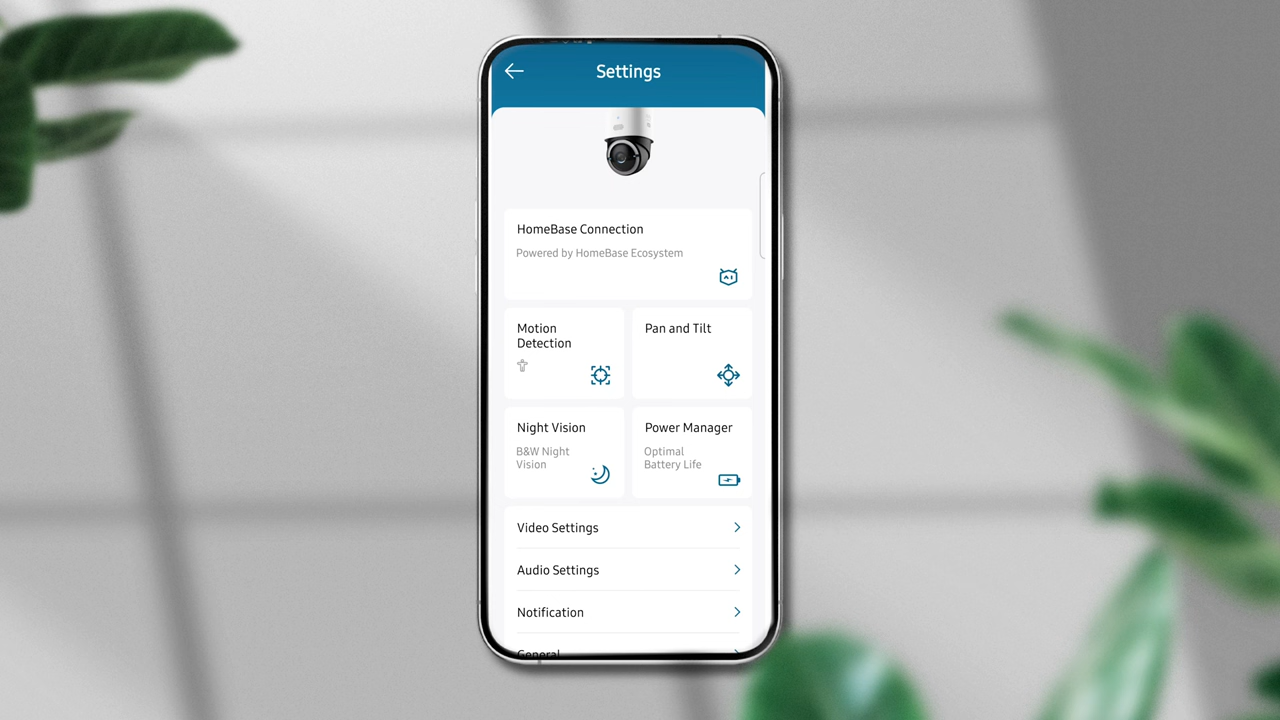 Settings
HomeBase Connection
Powered by HomeBase Ecosystem
Motion
Detection
Pan and Tilt
Night Vision
B&W Night
Vision
Power Manager
Optimal
Battery Life
Video Settings
Audio Settings
Notification
General